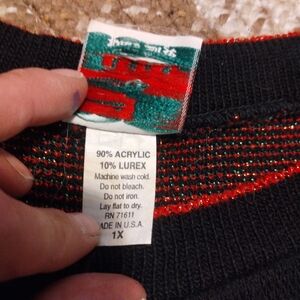 90% ACRYLIC
10% LUREX
Machine wash cold.
Do not bleach.
Do not iron.
Lay flat to dry.
RN 71611
MADE IN U.S.A.
1X